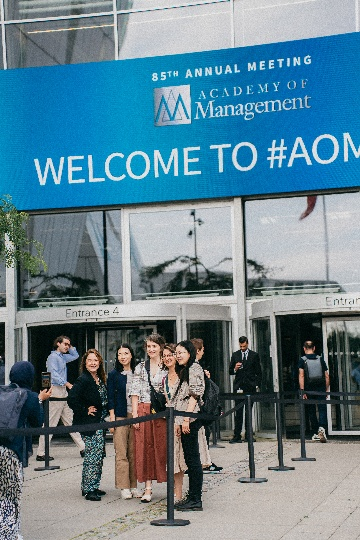 85TH ANNUAL MEETING
ACADEMY OF
Management
WELCOME TO #AOM
Entrance 4
Entran